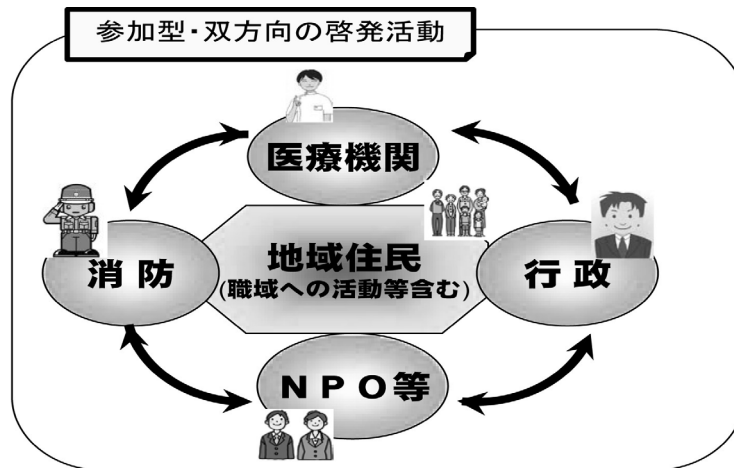 参加型・双方向の啓発活動
医療機関
消防
地域住民
(職域への活動等含む)
行政
NPO等